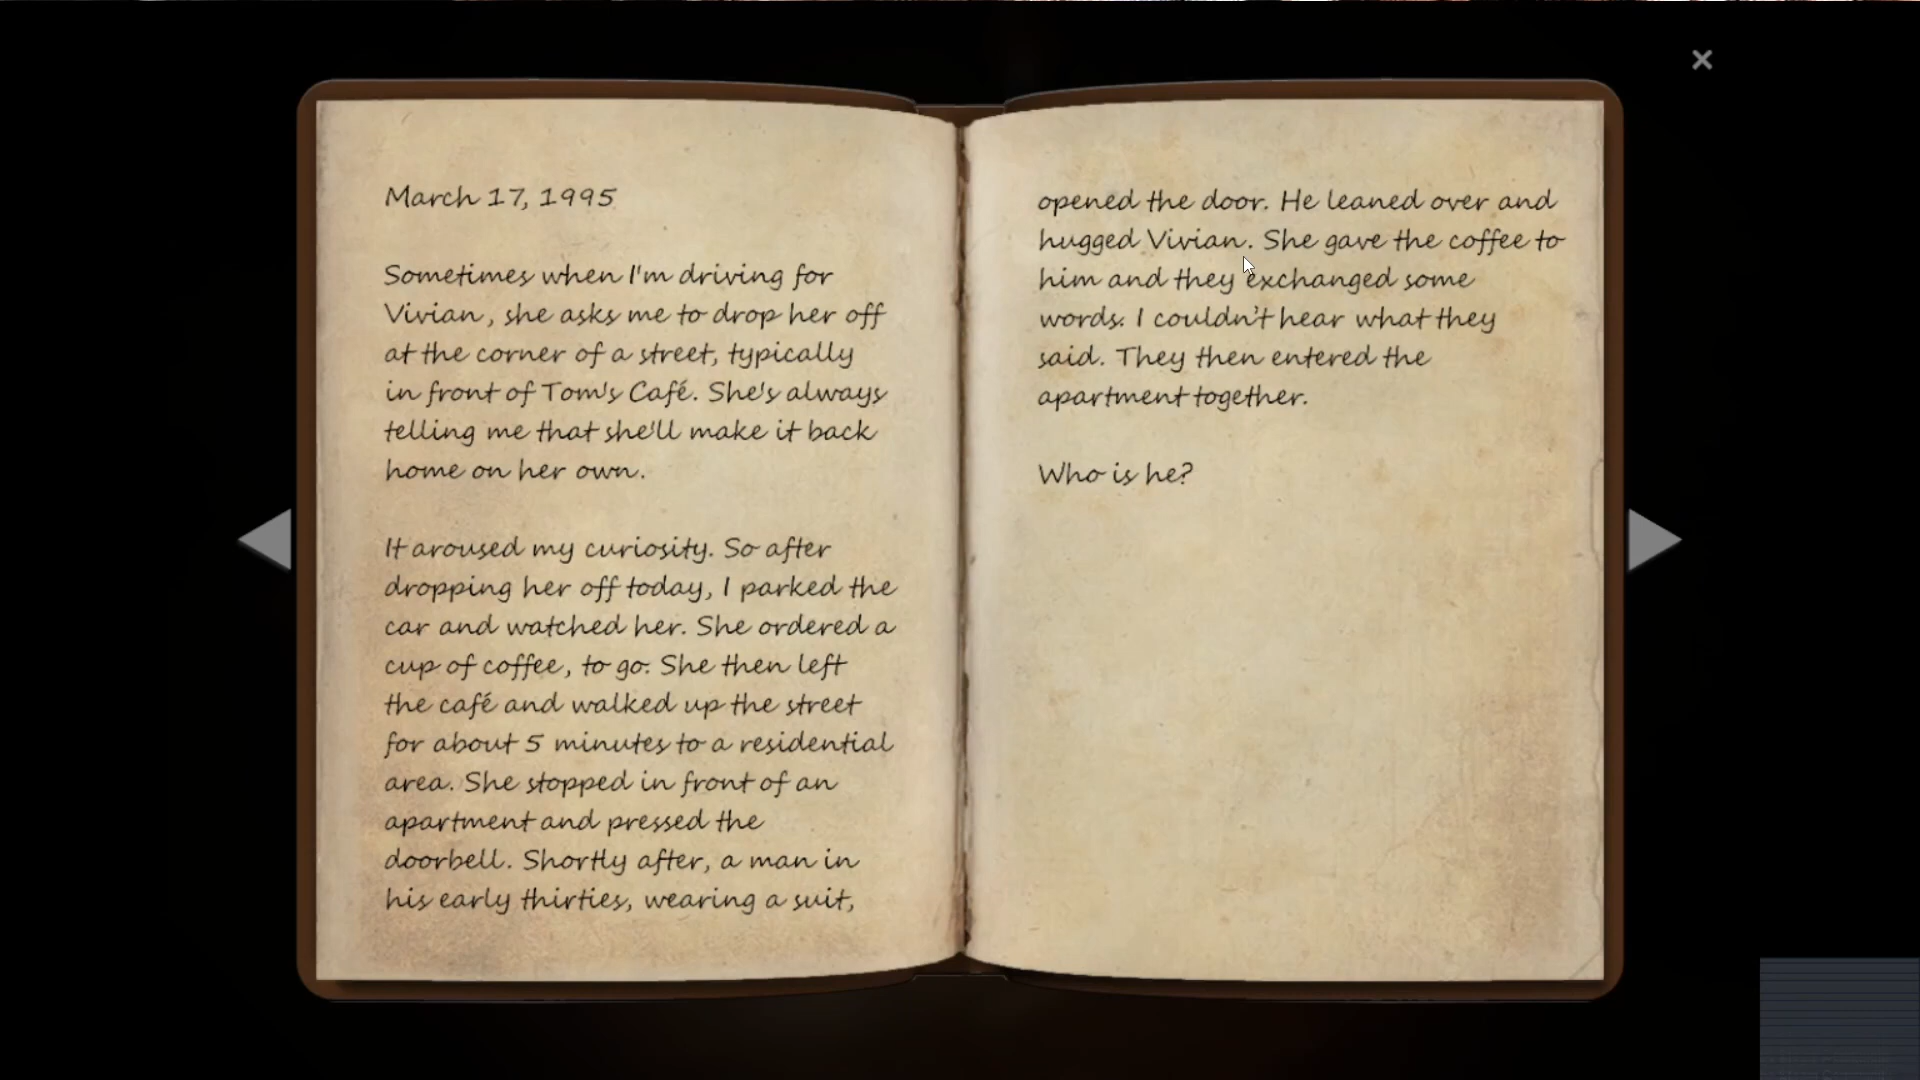 March 17, 1995
Sometimes when I'm driving for
Vivian, she asks me to drop her off
at the corner of a street, typically
in front of Tom's Café. She's always
telling me that she'll make it back
home on her own.
It aroused my curiosity. So after
dropping her off today, I parked the
car and watched her. She ordered a
cup of coffee, to go. She then left
the café and walked up the street
for about 5 minutes to a residential
area. She stopped in front of an
apartment and pressed the
doorbell. Shortly after, a man in
his early thirties, wearing a suit,
opened the door. He leaned over and
hugged Vivian. She gave the coffee to
him and they exchanged some
words. I couldn't hear what they
said. They then entered the
apartment together.
Who is he?